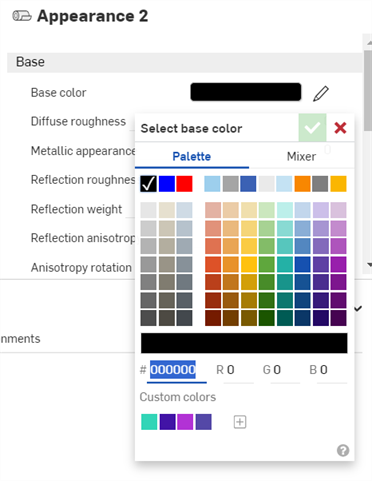 Appearance 2
Base
Base color
Diffuse roughness
Select base color
Metallic appearance
Palette Mixer
Reflection roughnes
Reflection weight
Reflection anisotrop
Anisotropy rotation
nments
# 000000 R 0 G 0 B 0
Custom colors